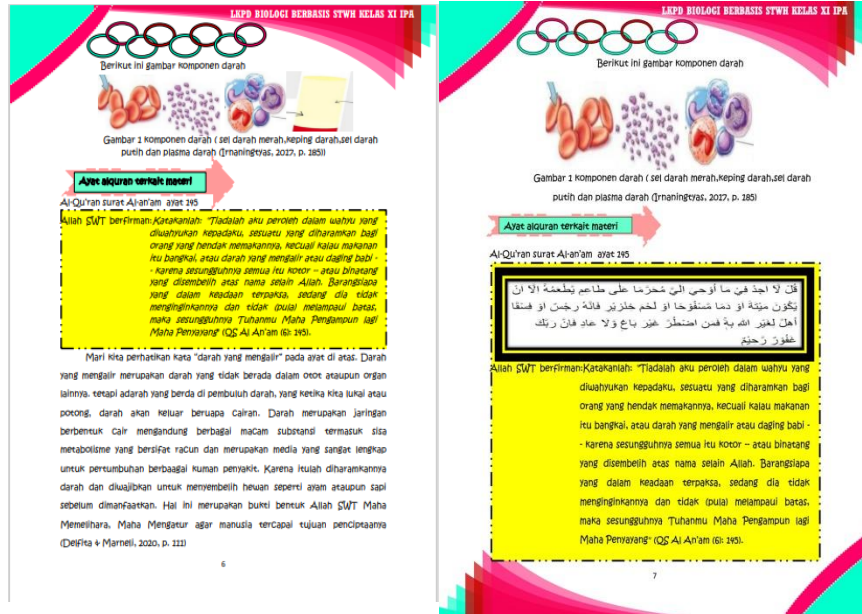 LKPD BIOLOGI BERBASIS STWH KELAS XI IPA
Berikut ini gambar komponen darah
Gambar 1 komponen darah ( sel darah merah,keping darah,sel darah
putih dan plasma darah (Irnaningtyas, 2017, p. 185))
Ayat alquran terkait materi
Al-Qu'ran surat Al-an'am ayat 145
Allah SWT berfirman:Katakanlah: "Tiadalah aku peroleh dalam wahyu yang
diwahyukan kepadaku, sesuatu yang diharamkan bagi
orang yang hendak memakannya, kecuali kalau makanan
itu bangkai, atau darah yang mengalir atau daging babi -
- karena sesungguhnya semua itu kotor – atau binatang
yang disembelih atas nama selain Allah. Barangsiapa
yang dalam keadaan terpaksa, sedang dia tidak
menginginkannya dan tidak (pula) melampaui batas,
maka sesungguhnya Tuhanmu Maha Pengampun lagi
Maha Penyayang" (QS Al An'am (6): 145).
Mari kita perhatikan kata "darah yang mengalir" pada ayat di atas. Darah
yang mengalir merupakan darah yang tidak berada dalam otot ataupun organ
lainnya. tetapi adarah yang berda di pembuluh darah, yang ketika kita lukai atau
potong, darah akan keluar beruapa cairan. Darah merupakan jaringan
berbentuk cair mengandung berbagai macam substansi termasuk sisa
metabolisme yang bersifat racun dan merupakan media yang sangat lengkap
untuk pertumbuhan berbaagai kuman penyakit. Karena itulah diharamkannya
darah dan diwajibkan untuk menyembelih hewan seperti ayam ataupun sapi
sebelum dimanfaatkan. Hal ini merupakan bukti bentuk Allah SWT Maha
Memelihara, Maha Mengatur agar manusia tercapai tujuan penciptaanya
(Delfita & Marneli, 2020, p. 111)
6
LKPD BIOLOGI BERBASIS STWH KELAS XI IPA
Berikut ini gambar komponen darah
Gambar 1 komponen darah ( sel darah merah,keping darah,sel darah
putih dan plasma darah (Irnaningtyas, 2017, p. 185)
Ayat alquran terkait materi
Al-Qu'ran surat Al-an'am ayat 145
قُلْ لَّآ اَجِدُ فِيْ مَآ اُوْحِيَ اِلَيَّ مُحَرَّمًا عَلٰى طَاعِمٍ يَّطْعَمُهٗٓ اِلَّآ اَنْ
يَّكُوْنَ مَيْتَةً اَوْ دَمًا مَّسْفُوْحًا اَوْ لَحْمَ خِنْزِيْرٍ فَاِنَّهٗ رِجْسٌ اَوْ فِسْقًا
اُهِلَّ لِغَيْرِ اللّٰهِ بِهٖۚ فَمَنِ اضْطُرَّ غَيْرَ بَاغٍ وَّلَا عَادٍ فَاِنَّ رَبَّكَ
غَفُوْرٌ رَّحِيْمٌ
Allah SWT berfirman:Katakanlah: "Tiadalah aku peroleh dalam wahyu yang
diwahyukan kepadaku, sesuatu yang diharamkan bagi
orang yang hendak memakannya, kecuali kalau makanan
itu bangkai, atau darah yang mengalir atau daging babi -
- karena sesungguhnya semua itu kotor – atau binatang
yang disembelih atas nama selain Allah. Barangsiapa
yang dalam keadaan terpaksa, sedang dia tidak
menginginkannya dan tidak (pula) melampaui batas,
maka sesungguhnya Tuhanmu Maha Pengampun lagi
Maha Penyayang" (QS Al An'am (6): 145).
7